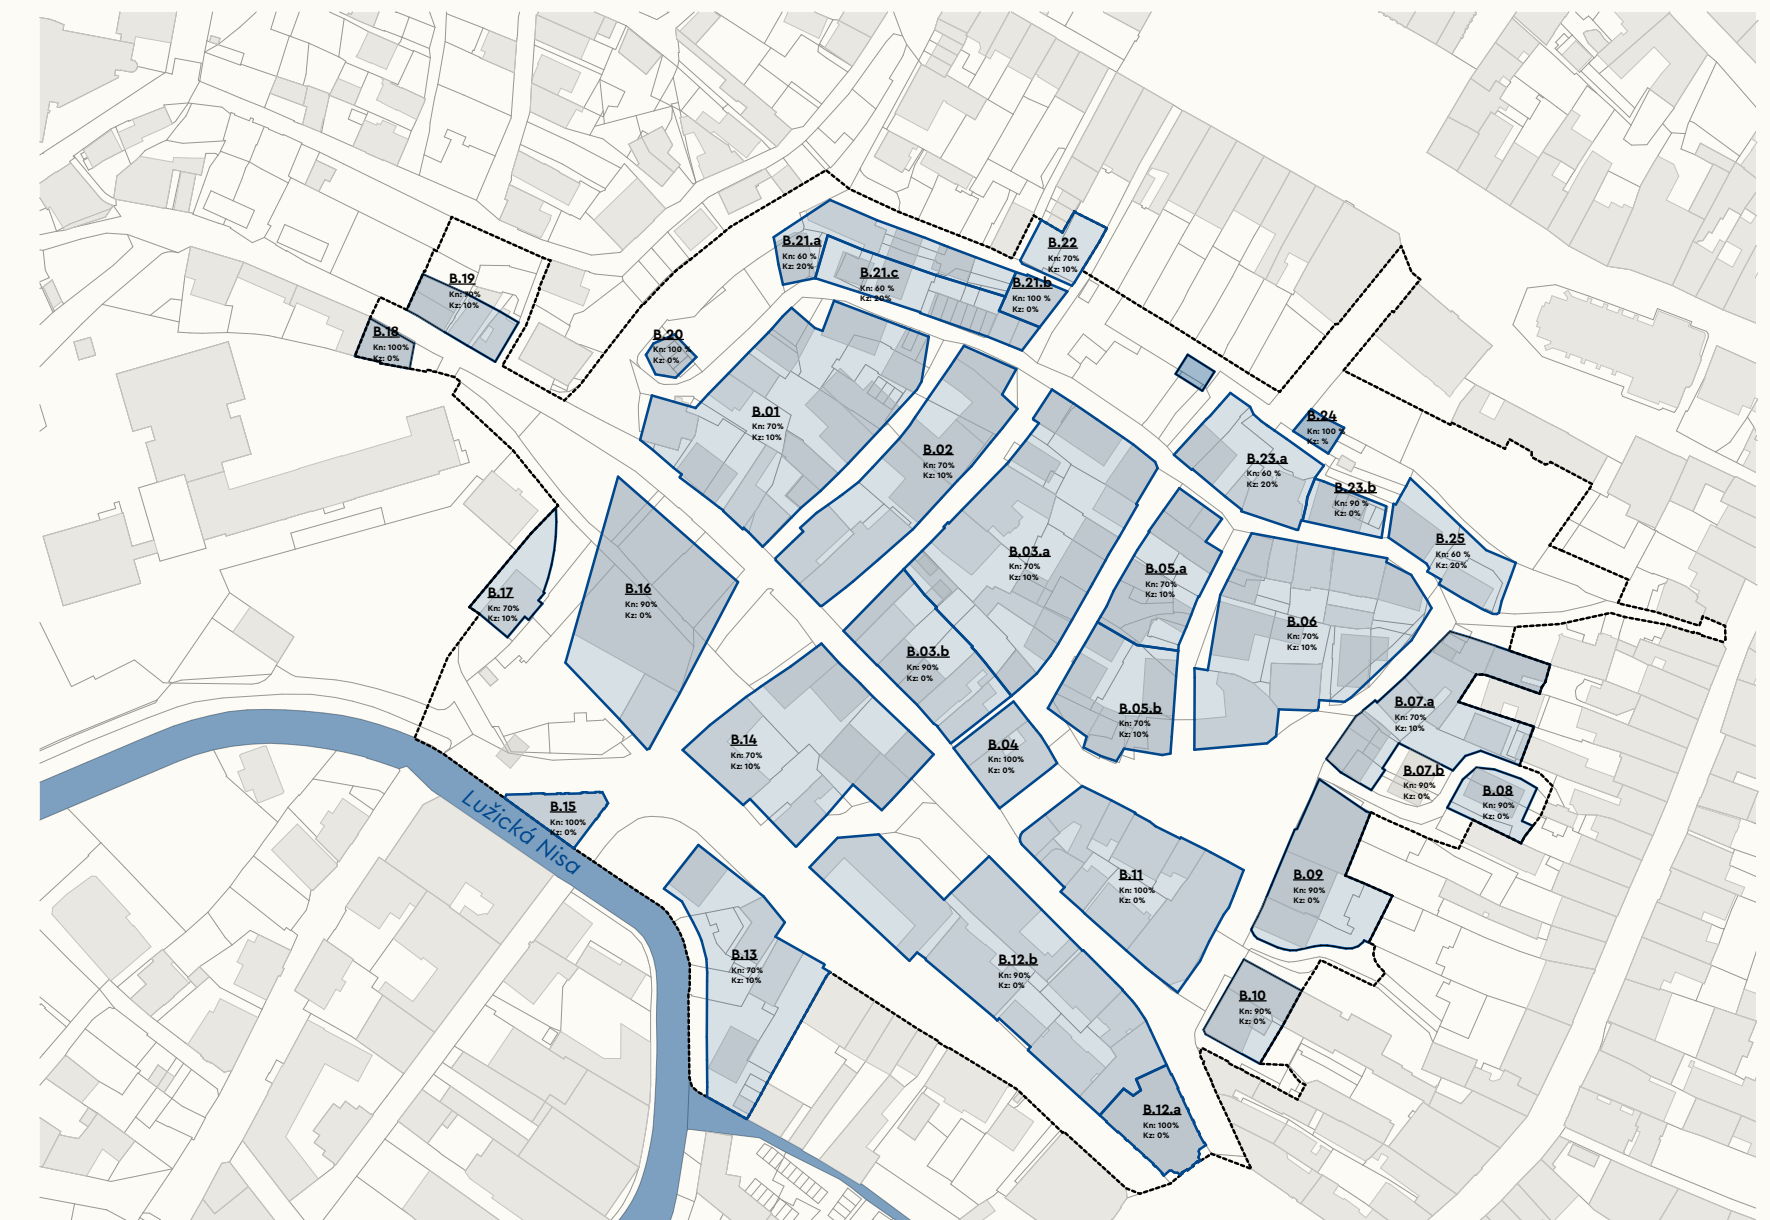 B.21.a
Kn: 60 %
Kz: 20%
B.22
Kn: 70%
Kz: 10%
B.21.c
Kn: 60 %
Kz: 20%
B.21.b
Kn: 100 %
Kz: 0%
B.19
Kn: 70%
Kz: 10%
B.18
Kn: 100%
Kz: 0%
B.20
Kn: 100 %
Kz: 0%
B.01
Kn: 70%
Kz: 10%
B.02
Kn: 70%
Kz: 10%
B.24
Kn: 100 %
Kz: %
B.23.a
Kn: 60 %
Kz: 20%
B.23.b
Kn: 90 %
Kz: 0%
B.25
Kn: 60 %
Kz: 20%
B.03.a
Kn: 70%
Kz: 10%
B.05.a
Kn: 70%
Kz: 10%
B.17
Kn: 70%
Kz: 10%
B.16
Kn: 90%
Kz: 0%
B.06
Kn: 70%
Kz: 10%
B.03.b
Kn: 90%
Kz: 0%
B.05.b
Kn: 70%
Kz: 10%
B.07.a
Kn: 70%
Kz: 10%
B.14
Kn: 70%
Kz: 10%
B.04
Kn: 100%
Kz: 0%
B.07.b
Kn: 90%
Kz: 0%
B.08
Kn: 90%
Kz: 0%
B.15
Kn: 100%
Kz: 0%
Lužická Nisa
B.11
Kn: 100%
Kz: 0%
B.09
Kn: 90%
Kz: 0%
B.13
Kn: 70%
Kz: 10%
B.12.b
Kn: 90%
Kz: 0%
B.10
Kn: 90%
Kz: 0%
B.12.a
Kn: 100%
Kz: 0%